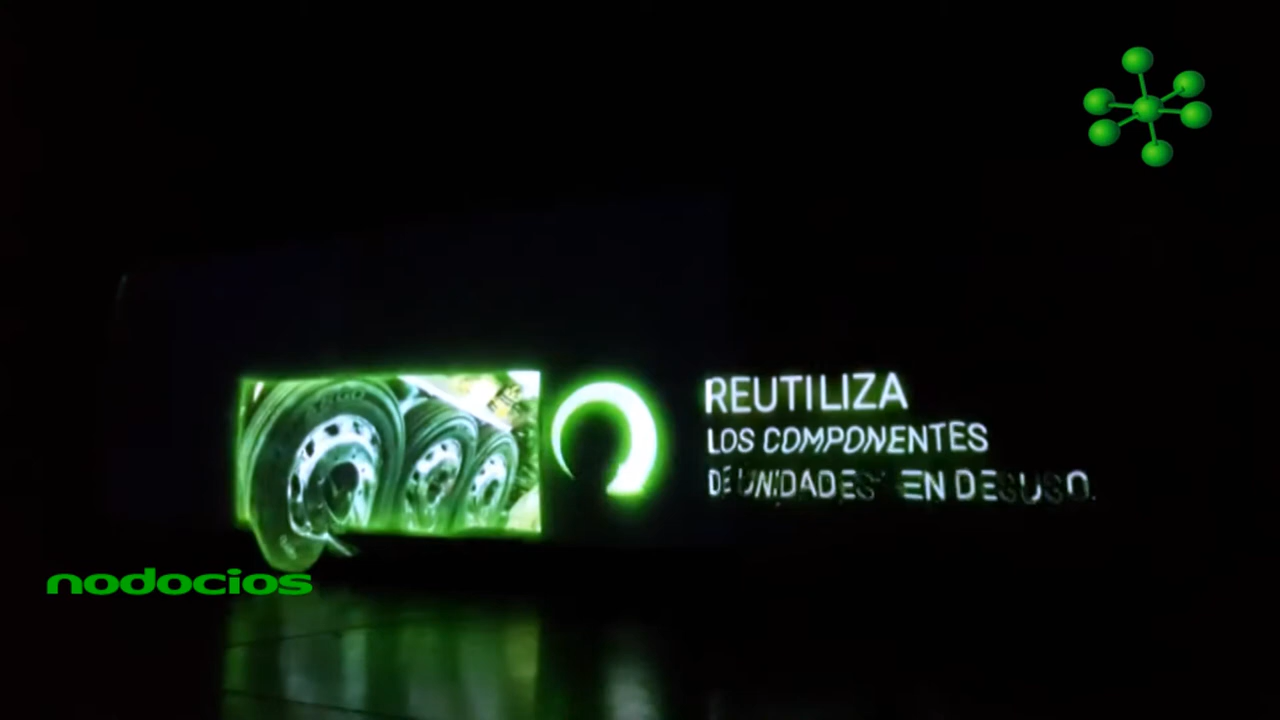 REUTILIZA
LOS COMPONENTES
DE UNIDADES EN DESUSO.
nodocios